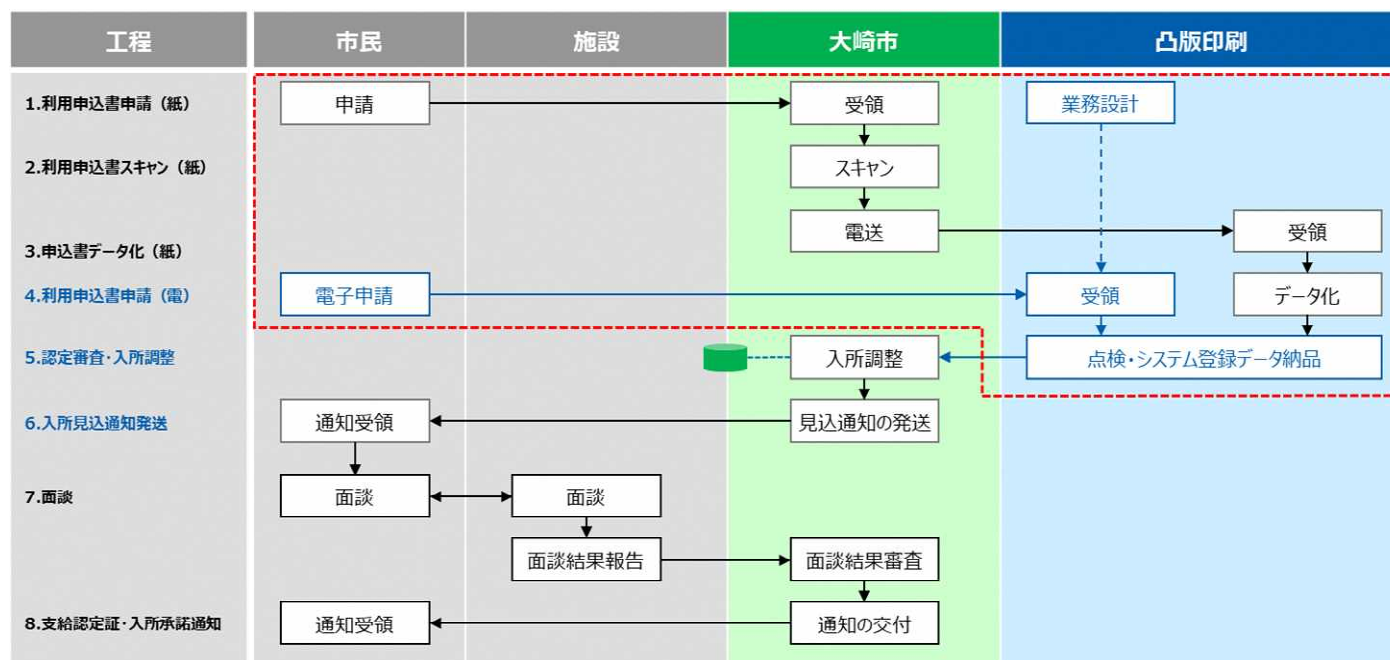 工程
市民
施設
大崎市
凸版印刷
1.利用申込書申請（紙）
申請
受領
業務設計
2.利用申込書スキャン（紙）
スキャン
3.申込書データ化（紙）
電送
受領
4.利用申込書申請（電）
電子申請
受領
データ化
5.認定審査・入所調整
入所調整
点検・システム登録データ納品
6.入所見込通知発送
通知受領
見込通知の発送
7.面談
面談
面談
面談結果報告
面談結果審査
8.支給認定証・入所承諾通知
通知受領
通知の交付